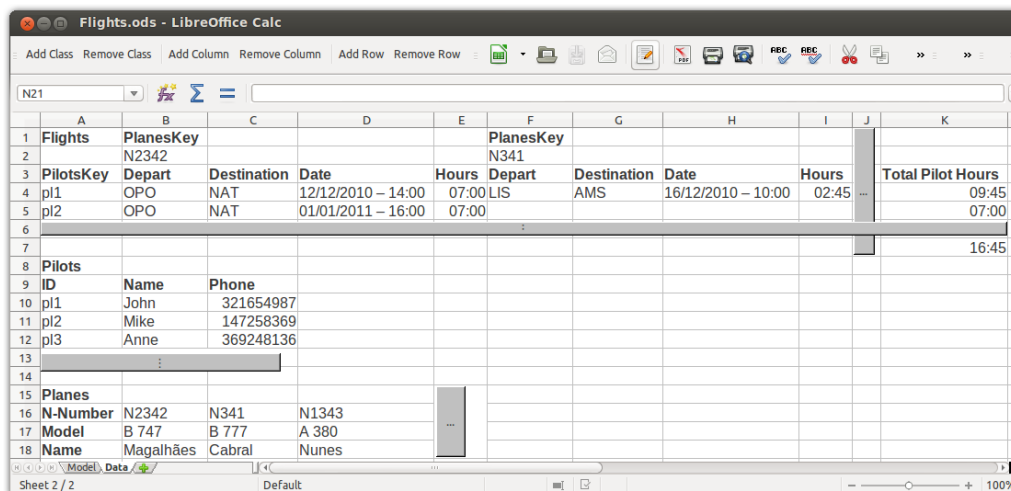 Flights.ods - LibreOffice Calc
Add Class Remove Class Add Column Remove Column Add Row Remove Row PDF ABC ABC » »
N21 fx Σ =
A B C D E F G H I J K
1 Flights PlanesKey PlanesKey
2 N2342 N341
3 PilotsKey Depart Destination Date Hours Depart Destination Date Hours Total Pilot Hours
4 pl1 OPO NAT 12/12/2010 – 14:00 07:00 LIS AMS 16/12/2010 – 10:00 02:45 ... 09:45
5 pl2 OPO NAT 01/01/2011 – 16:00 07:00 07:00
6 :
7 16:45
8 Pilots
9 ID Name Phone
10 pl1 John 321654987
11 pl2 Mike 147258369
12 pl3 Anne 369248136
13 :
14
15 Planes
16 N-Number N2342 N341 N1343
17 Model B 747 B 777 A 380 ...
18 Name Magalhães Cabral Nunes
Model Data
Sheet 2 / 2 Default 100%